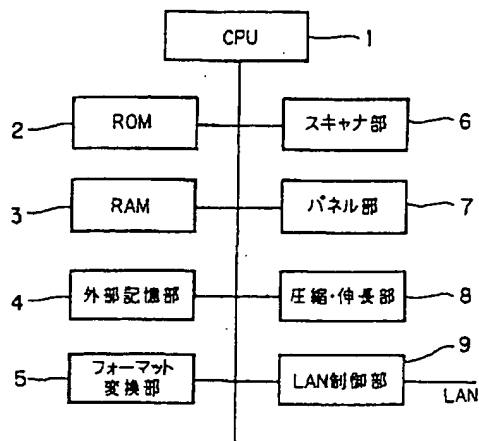 CPU
1
2
ROM
スキャナ部
6
3
RAM
パネル部
7
4
外部記憶部
圧縮・伸長部
8
5
フォーマット
変換部
LAN制御部
9
LAN